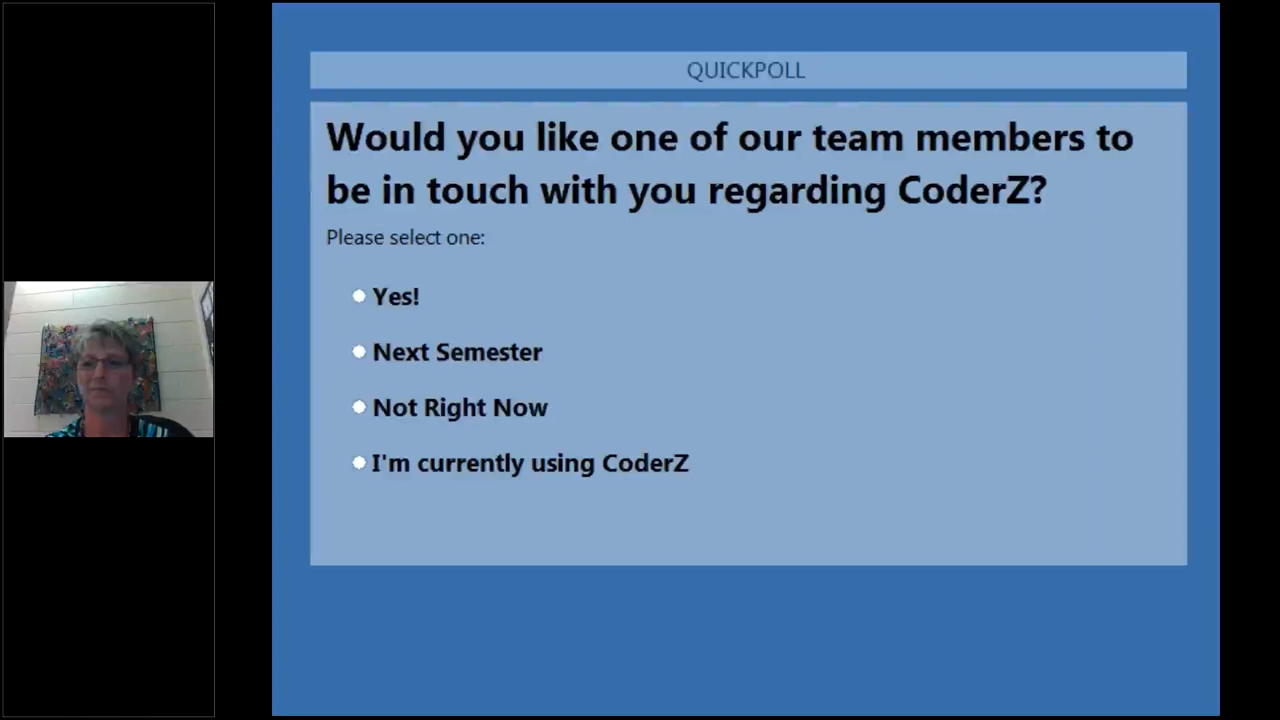 QUICKPOLL
Would you like one of our team members to
be in touch with you regarding CoderZ?
Please select one:
Yes!
Next Semester
Not Right Now
I'm currently using CoderZ